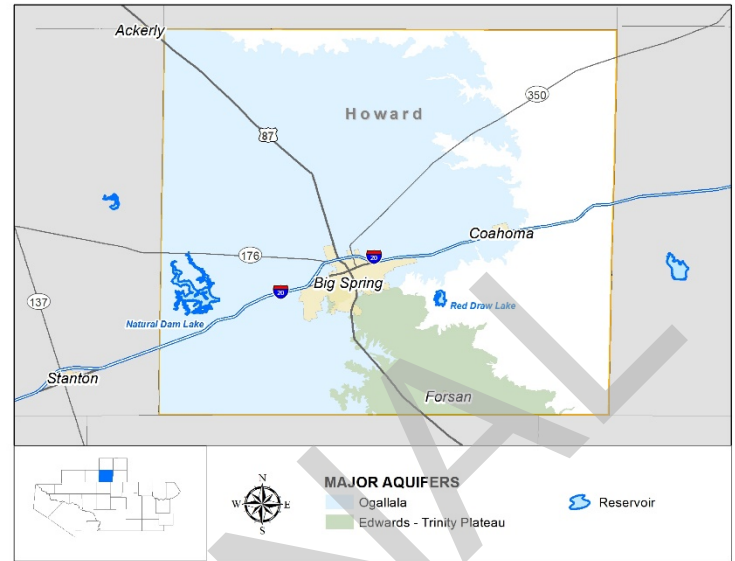 Ackerly
Howard
350
87
Coahoma
20
176
Big Spring
20
137
Natural Dam Lake
Red Draw Lake
Stanton
Forsan
N
W E
S
MAJOR AQUIFERS
Ogallala
Edwards - Trinity Plateau
Reservoir
NAL